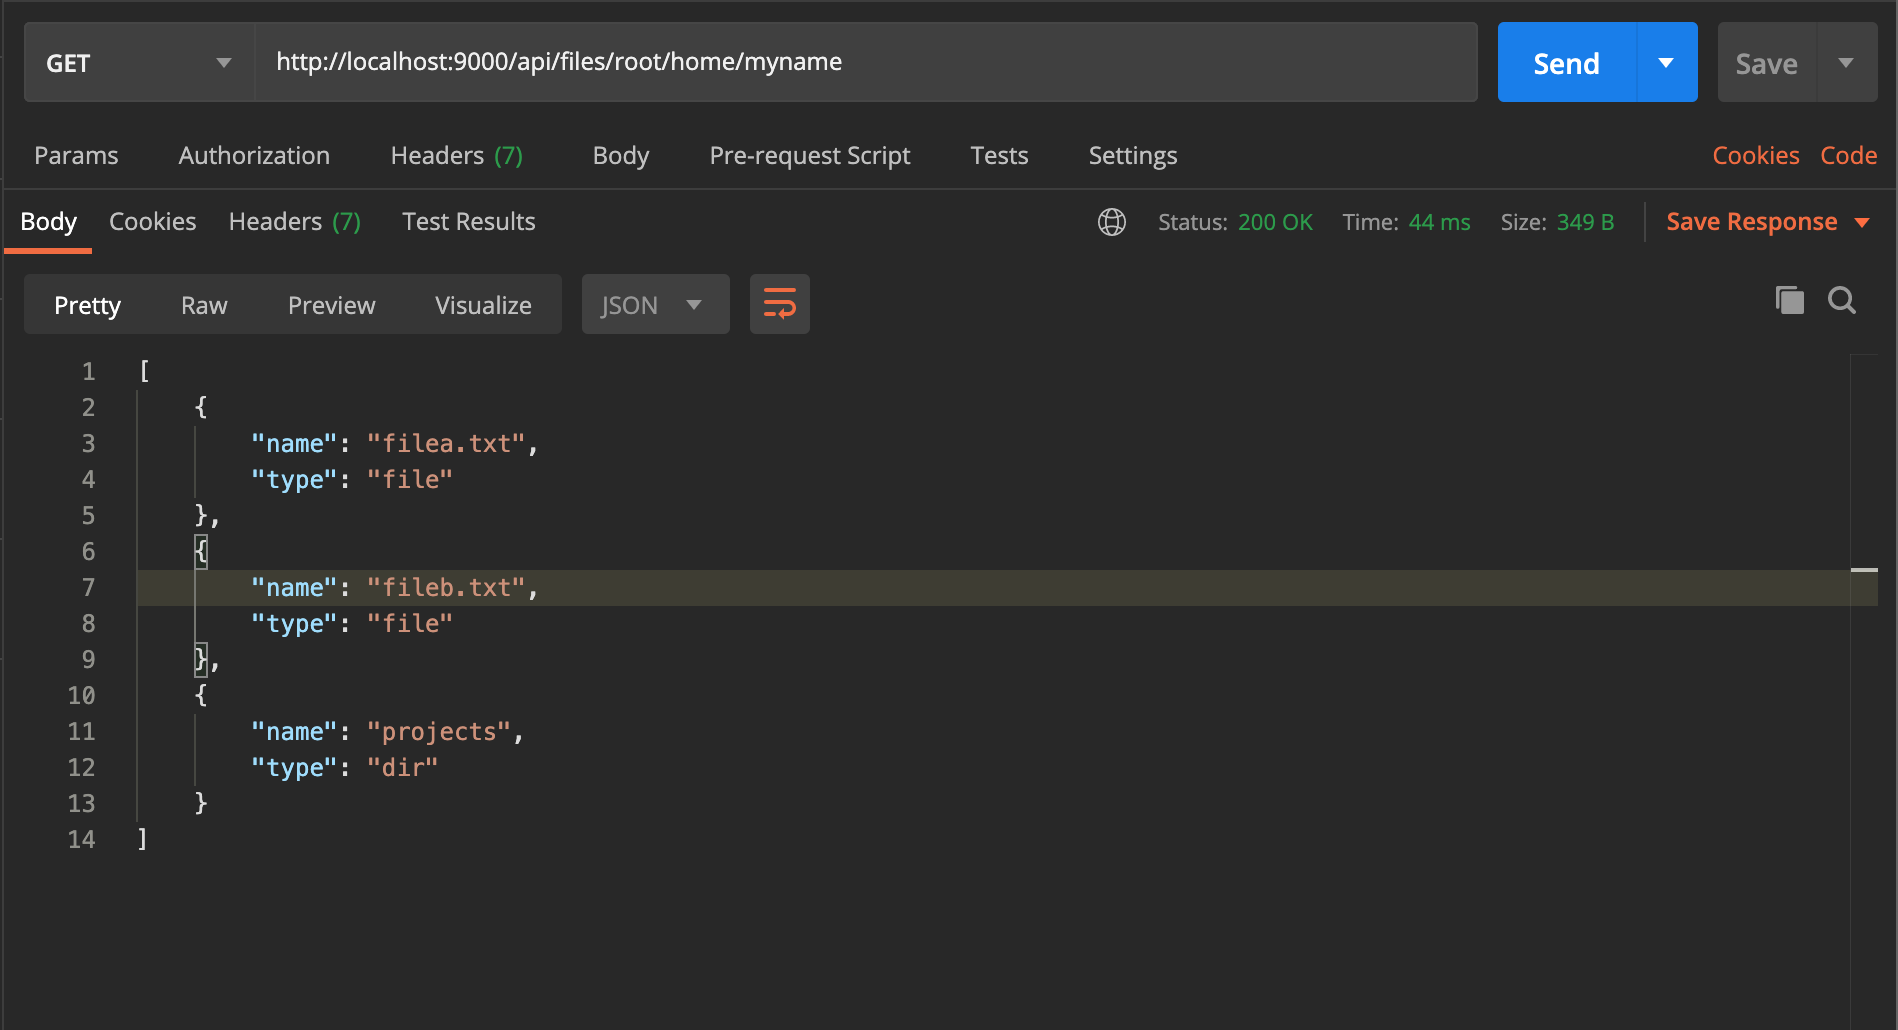 GET http://localhost:9000/api/files/root/home/myname Send Save
Params Authorization Headers (7) Body Pre-request Script Tests Settings Cookies Code
Body Cookies Headers (7) Test Results Status: 200 OK Time: 44 ms Size: 349 B Save Response
Pretty Raw Preview Visualize JSON
1 [
2 {
3 "name": "filea.txt",
4 "type": "file"
5 },
6 {
7 "name": "fileb.txt",
8 "type": "file"
9 },
10 {
11 "name": "projects",
12 "type": "dir"
13 }
14 ]